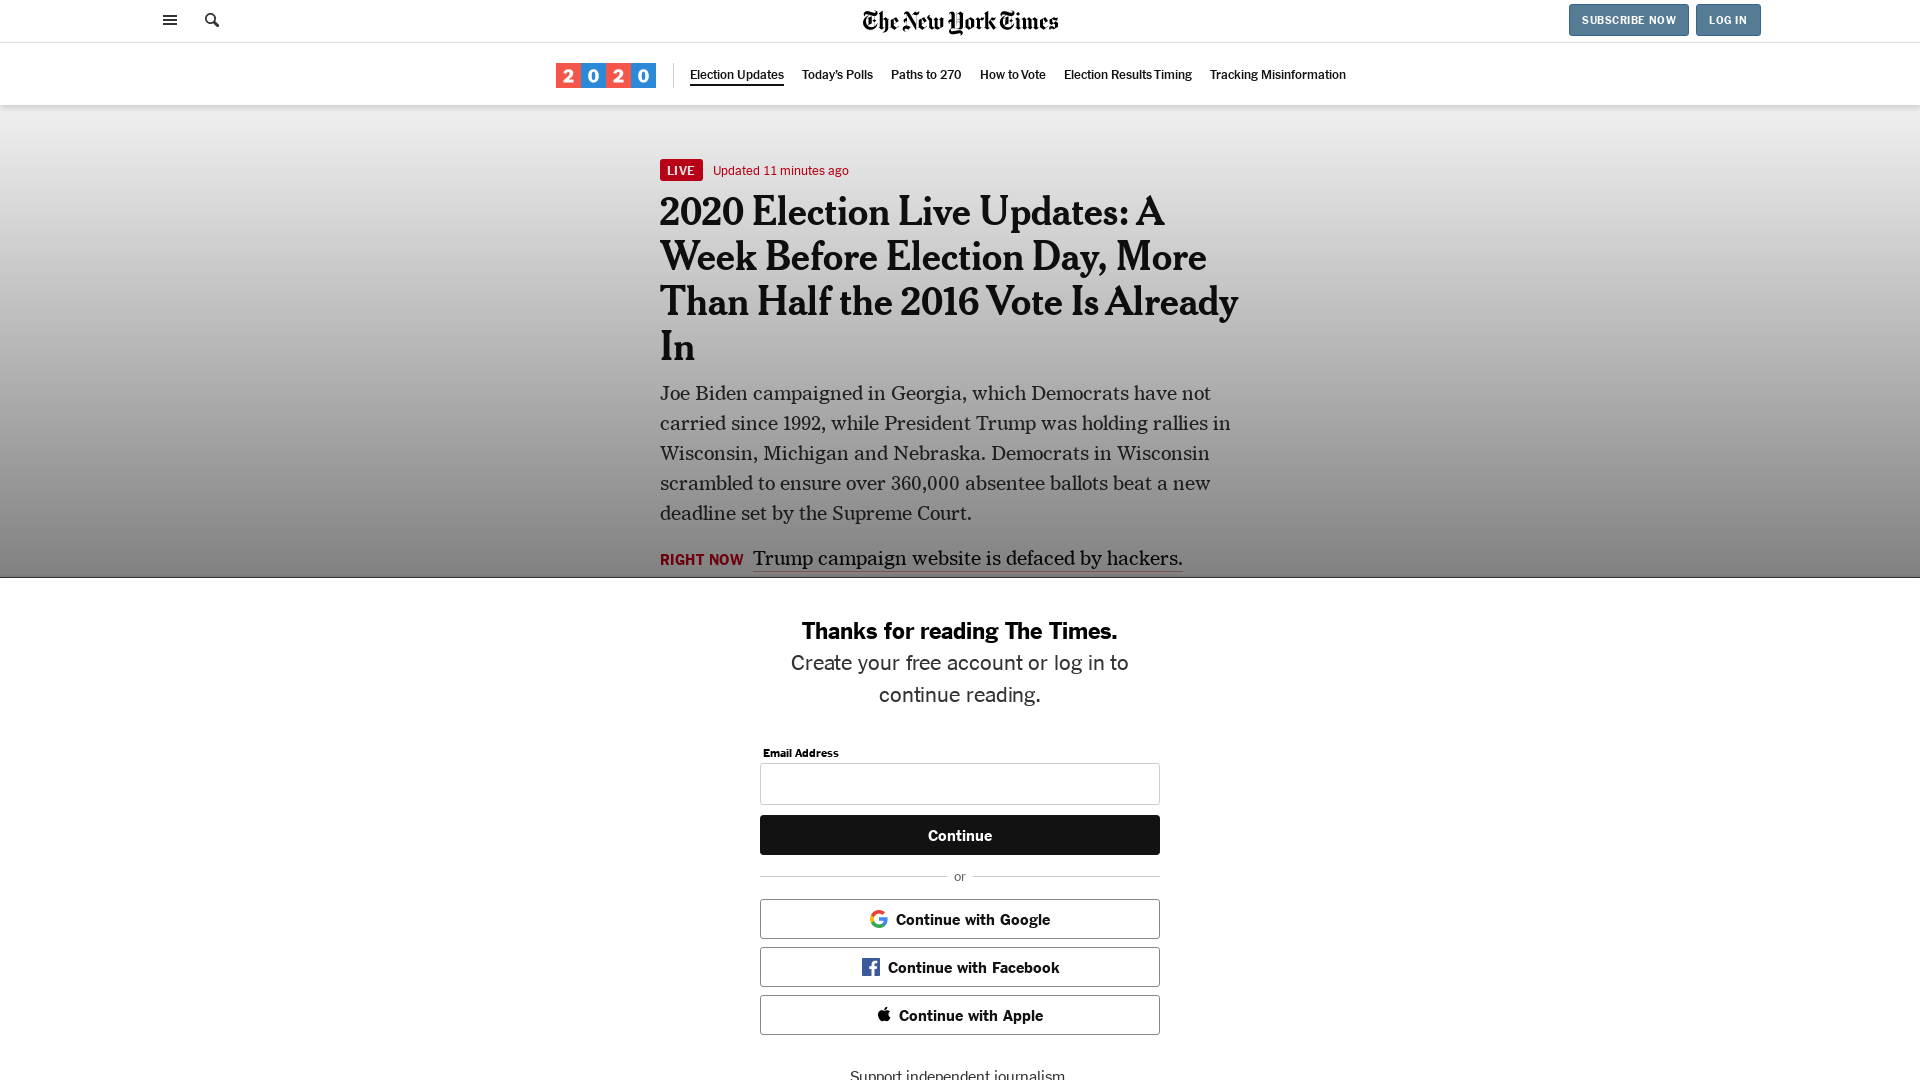 The New York Times
SUBSCRIBE NOW
LOG IN
2020
Election Updates
Today's Polls
Paths to 270
How to Vote
Election Results Timing
Tracking Misinformation
LIVE
Updated 11 minutes ago
2020 Election Live Updates: A
Week Before Election Day, More
Than Half the 2016 Vote Is Already
In
Joe Biden campaigned in Georgia, which Democrats have not
carried since 1992, while President Trump was holding rallies in
Wisconsin, Michigan and Nebraska. Democrats in Wisconsin
scrambled to ensure over 360,000 absentee ballots beat a new
deadline set by the Supreme Court.
RIGHT NOW Trump campaign website is defaced by hackers.
Thanks for reading The Times.
Create your free account or log in to
continue reading.
Email Address
Continue
or
Continue with Google
Continue with Facebook
Continue with Apple
Support independent journalism